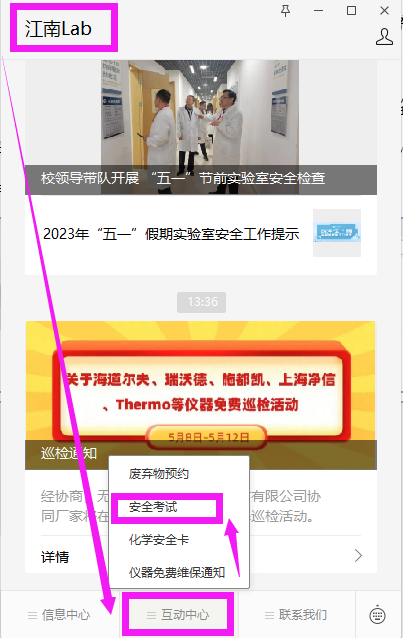 江南Lab
校领导带队开展 “五一”节前实验室安全检查
2023年“五一”假期实验室安全工作提示
13:36
关于海道尔夫、瑞沃德、施都凯、上海净信
、Thermo等仪器免费巡检活动
5月8日-5月12日
巡检通知
经协商
无
有限公司协
同厂家将在
巡检活动。
详情
废弃物预约
安全考试
化学安全卡
仪器免费维保通知
信息中心
互动中心
联系我们